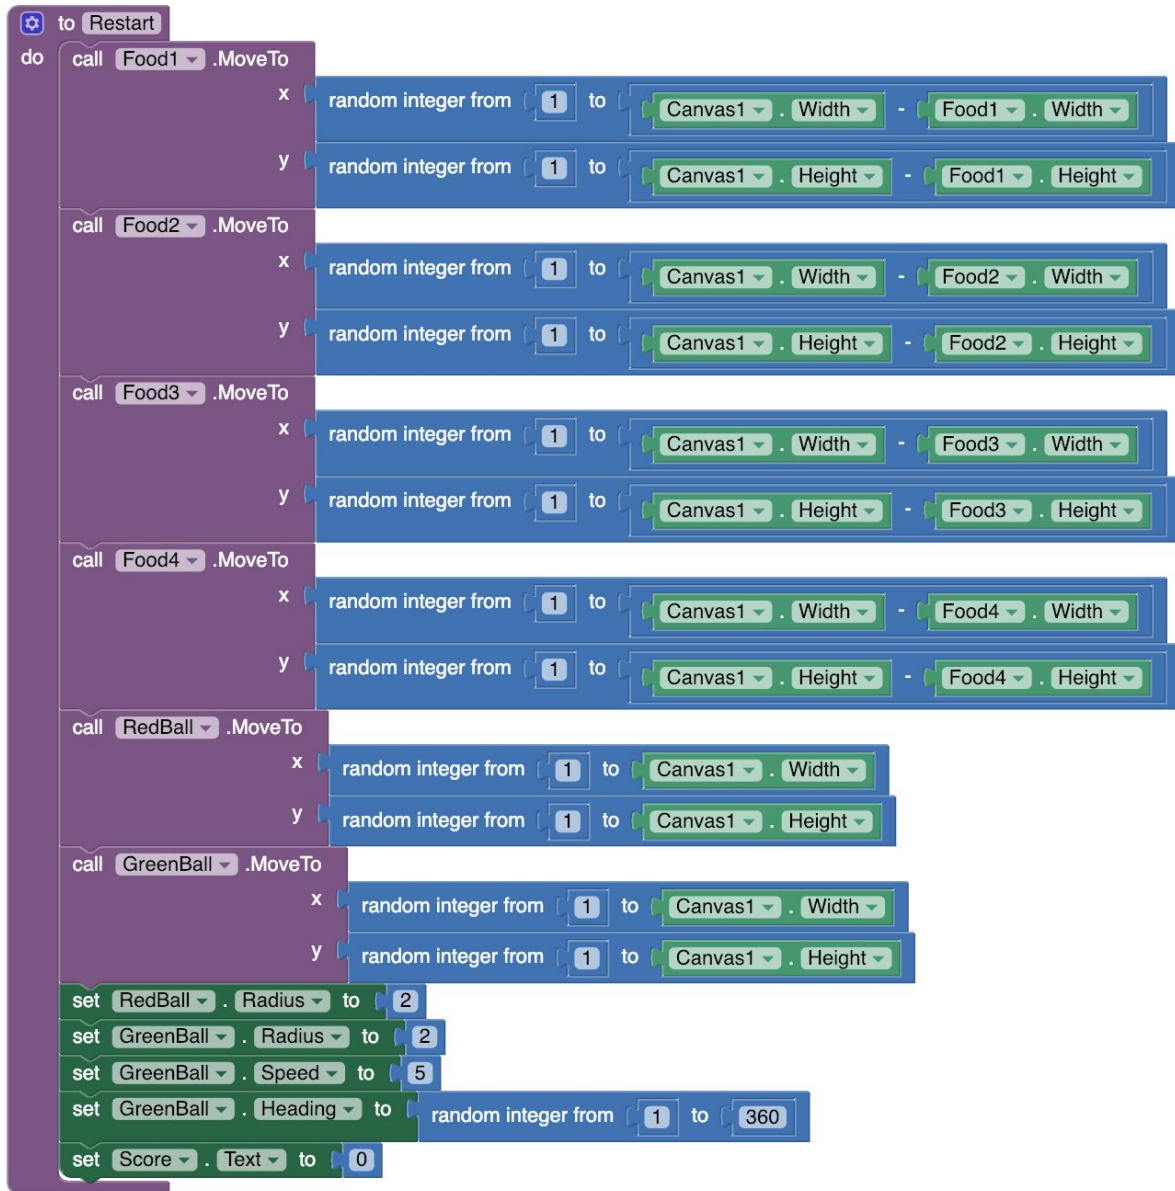 to Restart
do call Food1 .MoveTo
x random integer from 1 to Canvas1 . Width - Food1 . Width
y random integer from 1 to Canvas1 . Height - Food1 . Height
call Food2 .MoveTo
x random integer from 1 to Canvas1 . Width - Food2 . Width
y random integer from 1 to Canvas1 . Height - Food2 . Height
call Food3 .MoveTo
x random integer from 1 to Canvas1 . Width - Food3 . Width
y random integer from 1 to Canvas1 . Height - Food3 . Height
call Food4 .MoveTo
x random integer from 1 to Canvas1 . Width - Food4 . Width
y random integer from 1 to Canvas1 . Height - Food4 . Height
call RedBall .MoveTo
x random integer from 1 to Canvas1 . Width
y random integer from 1 to Canvas1 . Height
call GreenBall .MoveTo
x random integer from 1 to Canvas1 . Width
y random integer from 1 to Canvas1 . Height
set RedBall . Radius to 2
set GreenBall . Radius to 2
set GreenBall . Speed to 5
set GreenBall . Heading to random integer from 1 to 360
set Score . Text to 0